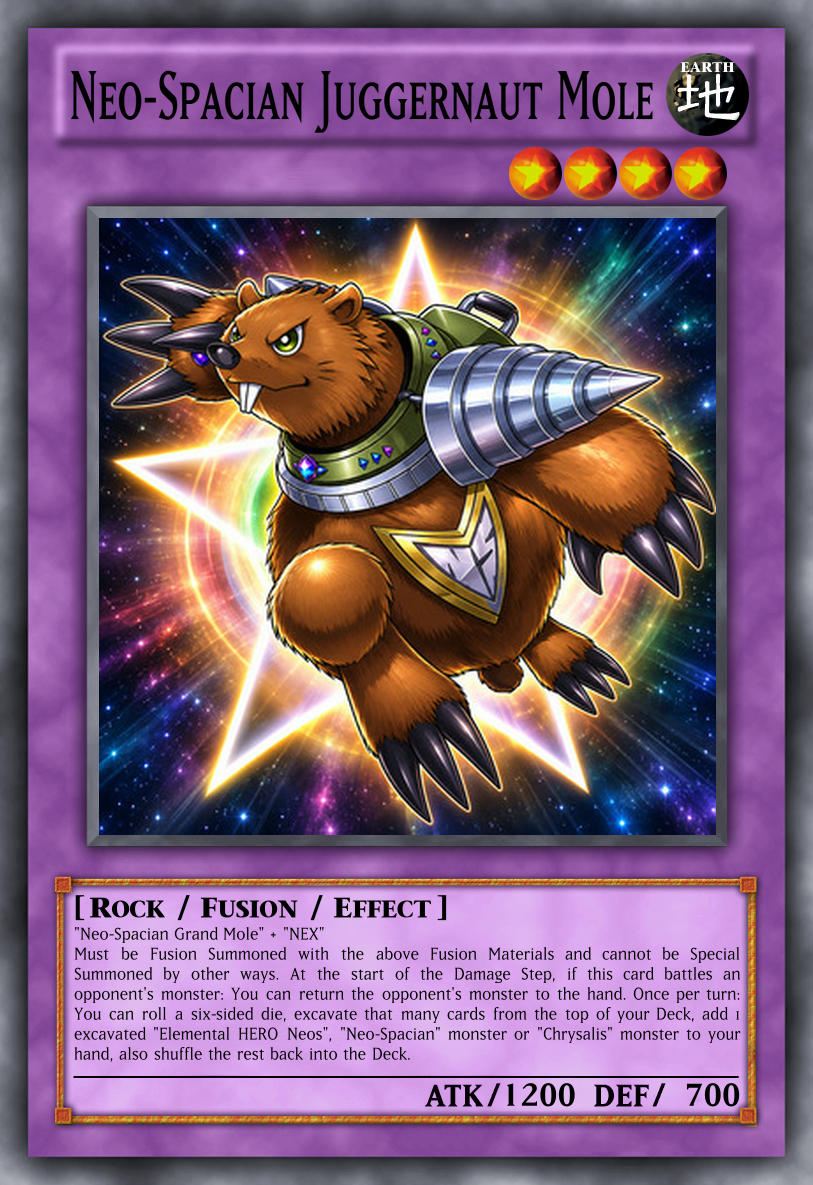 Neo-Spacian Juggernaut Mole
EARTH
地
[ Rock / Fusion / Effect ]
"Neo-Spacian Grand Mole" + "NEX"
Must be Fusion Summoned with the above Fusion Materials and cannot be Special
Summoned by other ways. At the start of the Damage Step, if this card battles an
opponent's monster: You can return the opponent's monster to the hand. Once per turn:
You can roll a six-sided die, excavate that many cards from the top of your Deck, add 1
excavated "Elemental HERO Neos", "Neo-Spacian" monster or "Chrysalis" monster to your
hand, also shuffle the rest back into the Deck.
ATK/1200 DEF/ 700